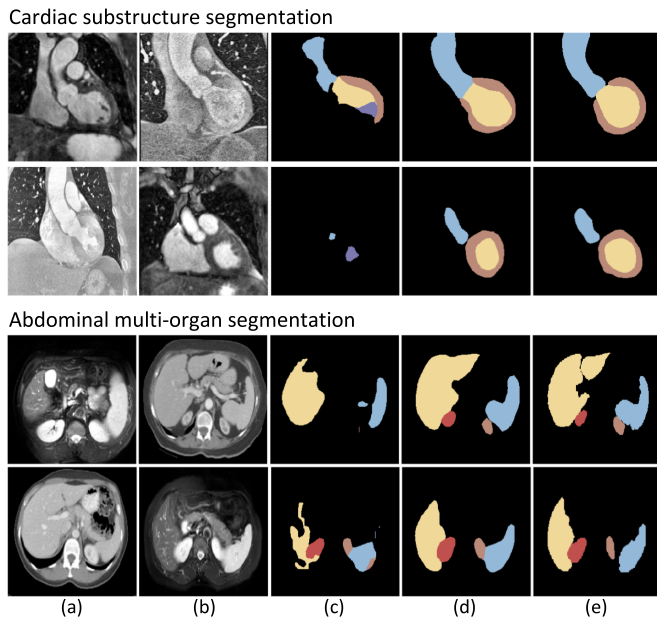 Cardiac substructure segmentation
Abdominal multi-organ segmentation
(a) (b) (c) (d) (e)